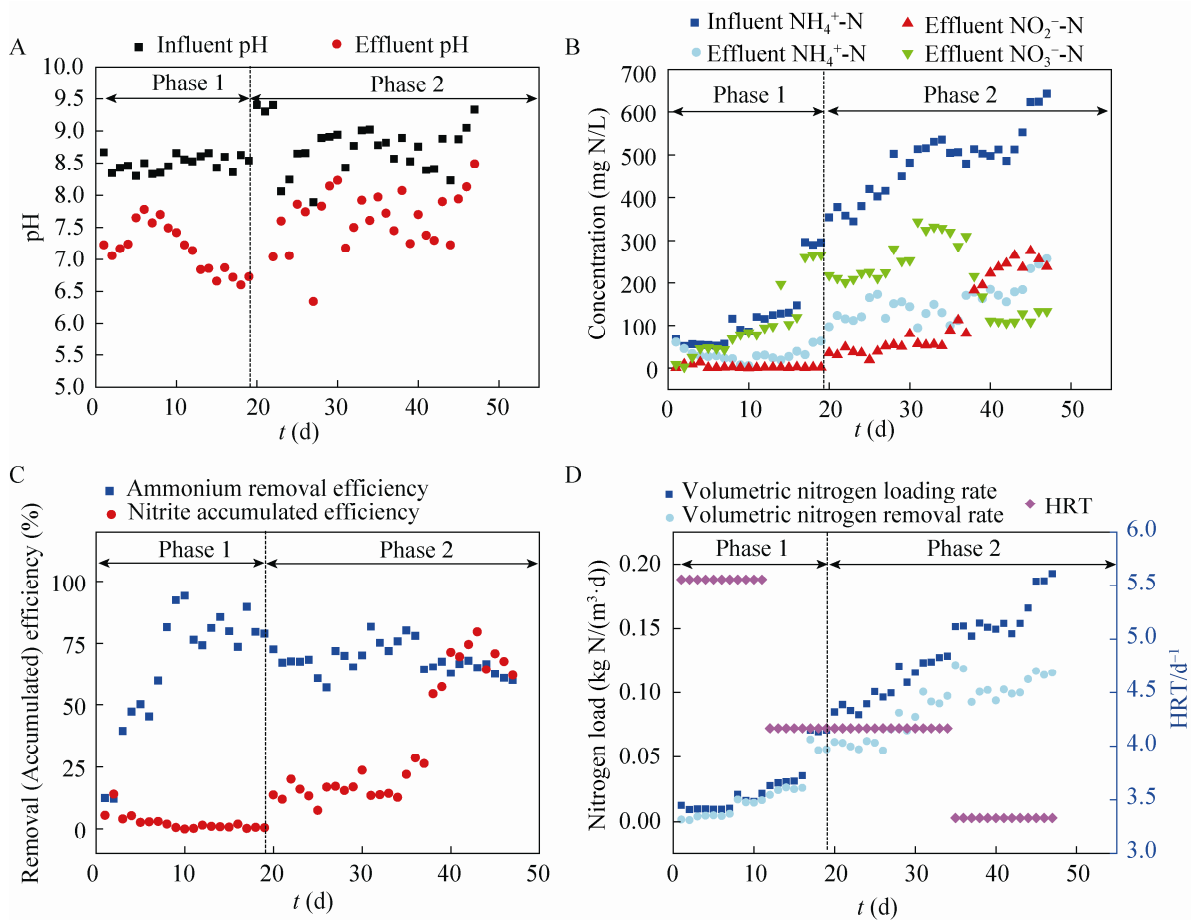 A
Influent pH
Effluent pH
Phase 1
Phase 2
10.0
9.5
9.0
8.5
8.0
7.5
7.0
6.5
6.0
5.5
5.0
pH
0
10
20
30
40
50
t (d)
B
Influent NH₄⁺-N
Effluent NO₂⁻-N
Effluent NH₄⁺-N
Effluent NO₃⁻-N
Phase 1
Phase 2
700
600
500
400
300
200
100
0
Concentration (mg N/L)
0
10
20
30
40
50
t (d)
C
Ammonium removal efficiency
Nitrite accumulated efficiency
Phase 1
Phase 2
100
75
50
25
0
Removal (Accumulated) efficiency (%)
0
10
20
30
40
50
t (d)
D
Volumetric nitrogen loading rate
HRT
Volumetric nitrogen removal rate
Phase 1
Phase 2
0.20
0.15
0.10
0.05
0.00
Nitrogen load (kg N/(m³·d))
6.0
5.5
5.0
4.5
4.0
3.5
3.0
HRT/d⁻¹
0
10
20
30
40
50
t (d)